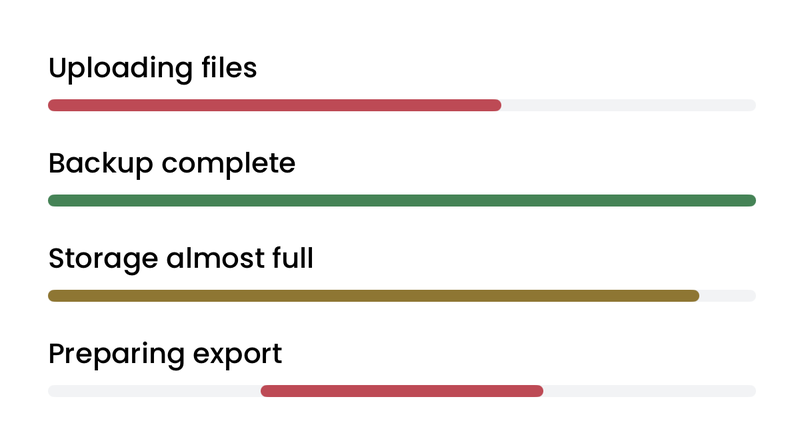 Uploading files
Backup complete
Storage almost full
Preparing export